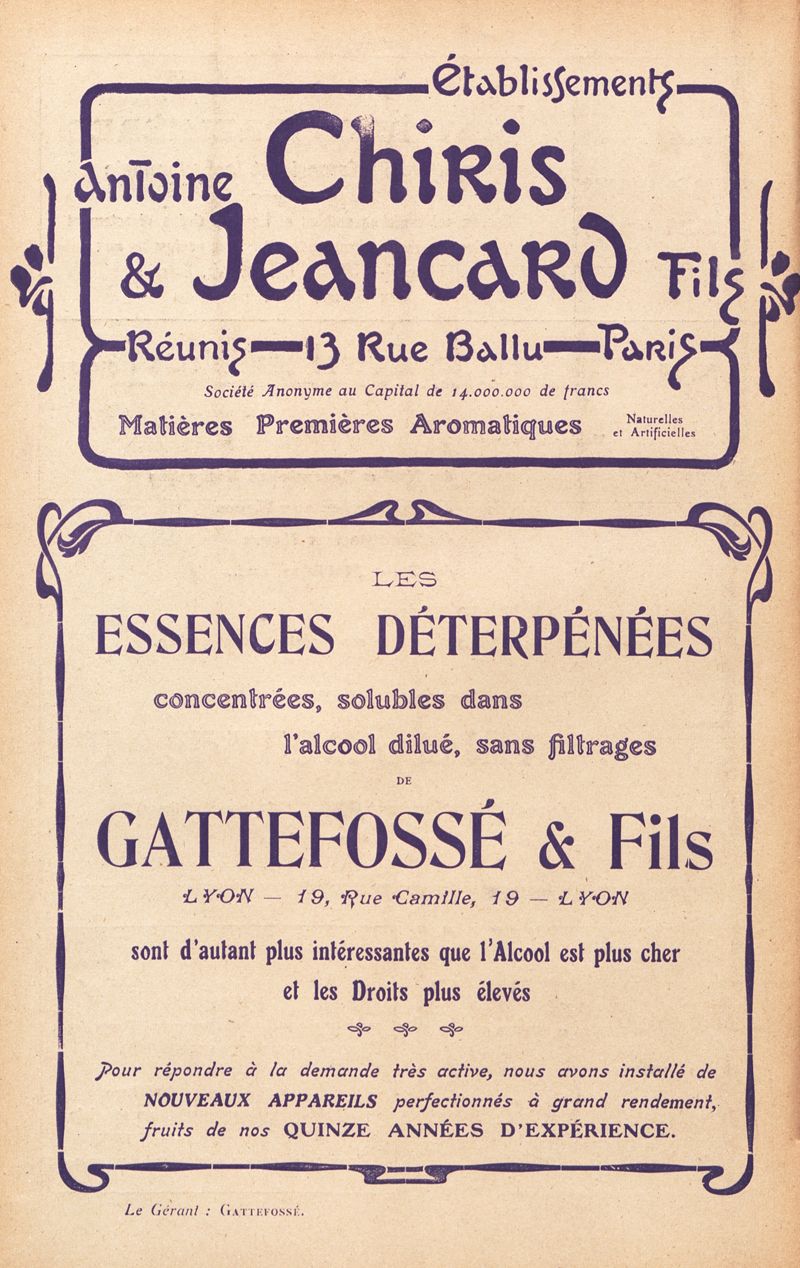 Établissements
Antoine Chiris
& Jeancard Fils
Réunis — 13 Rue Ballu — Paris
Société Anonyme au Capital de 14.000.000 de francs
Matières Premières Aromatiques Naturelles
et Artificielles
LES
ESSENCES DÉTERPÉNÉES
concentrées, solubles dans
l'alcool dilué, sans filtrages
DE
GATTEFOSSÉ & Fils
LYON — 19, Rue Camille, 19 — LYON
sont d'autant plus intéressantes que l'Alcool est plus cher
et les Droits plus élevés
Pour répondre à la demande très active, nous avons installé de
NOUVEAUX APPAREILS perfectionnés à grand rendement,
fruits de nos QUINZE ANNÉES D'EXPÉRIENCE.
Le Gérant : GATTEFOSSÉ.